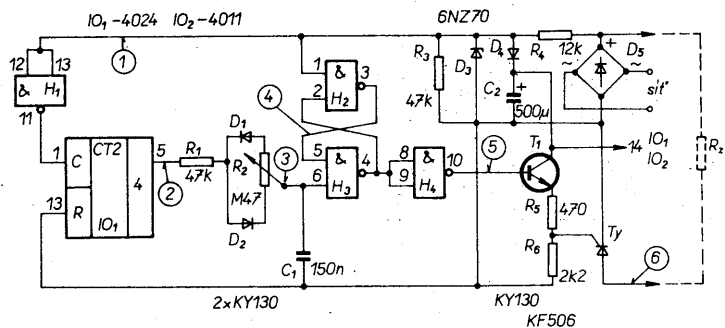 IO₁-4024 IO₂-4011 6NZ70
12 13
& H₁
11
1
1 & 3
2 H₂
4
R₃
47k
D₃
D₄
C₂ +
500µ
R₄ 12k
+ D₅
~ ~
síť
Rz
1 C CT2 5
4
13 R
IO₁
2
R₁
47k
D₁
R₂
M47
D₂
3
5 & 4
6 H₃
8 & 10
9 H₄
5
T₁
14 IO₁
IO₂
R₅ 470
R₆
2k2
Ty
6
C₁ 150n
2xKY130 KY130
KF506